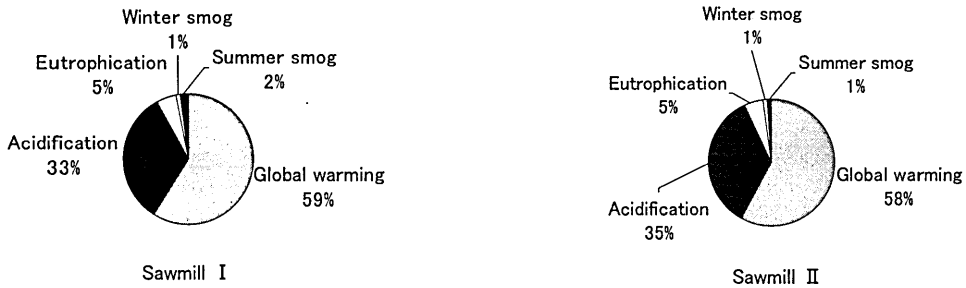 Winter smog
1%
Summer smog
2%
Eutrophication
5%
Acidification
33%
Global warming
59%
Sawmill Ⅰ
Winter smog
1%
Summer smog
1%
Eutrophication
5%
Global warming
58%
Acidification
35%
Sawmill Ⅱ